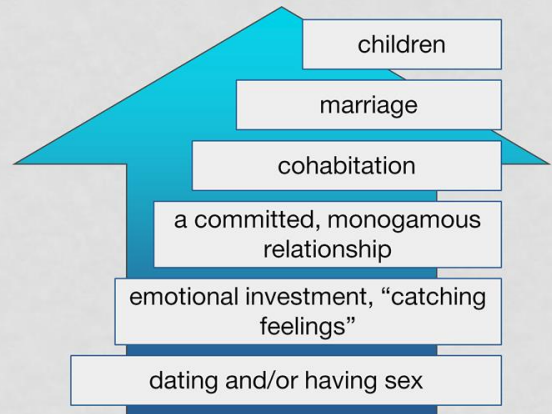 children
marriage
cohabitation
a committed, monogamous
relationship
emotional investment, “catching
feelings”
dating and/or having sex